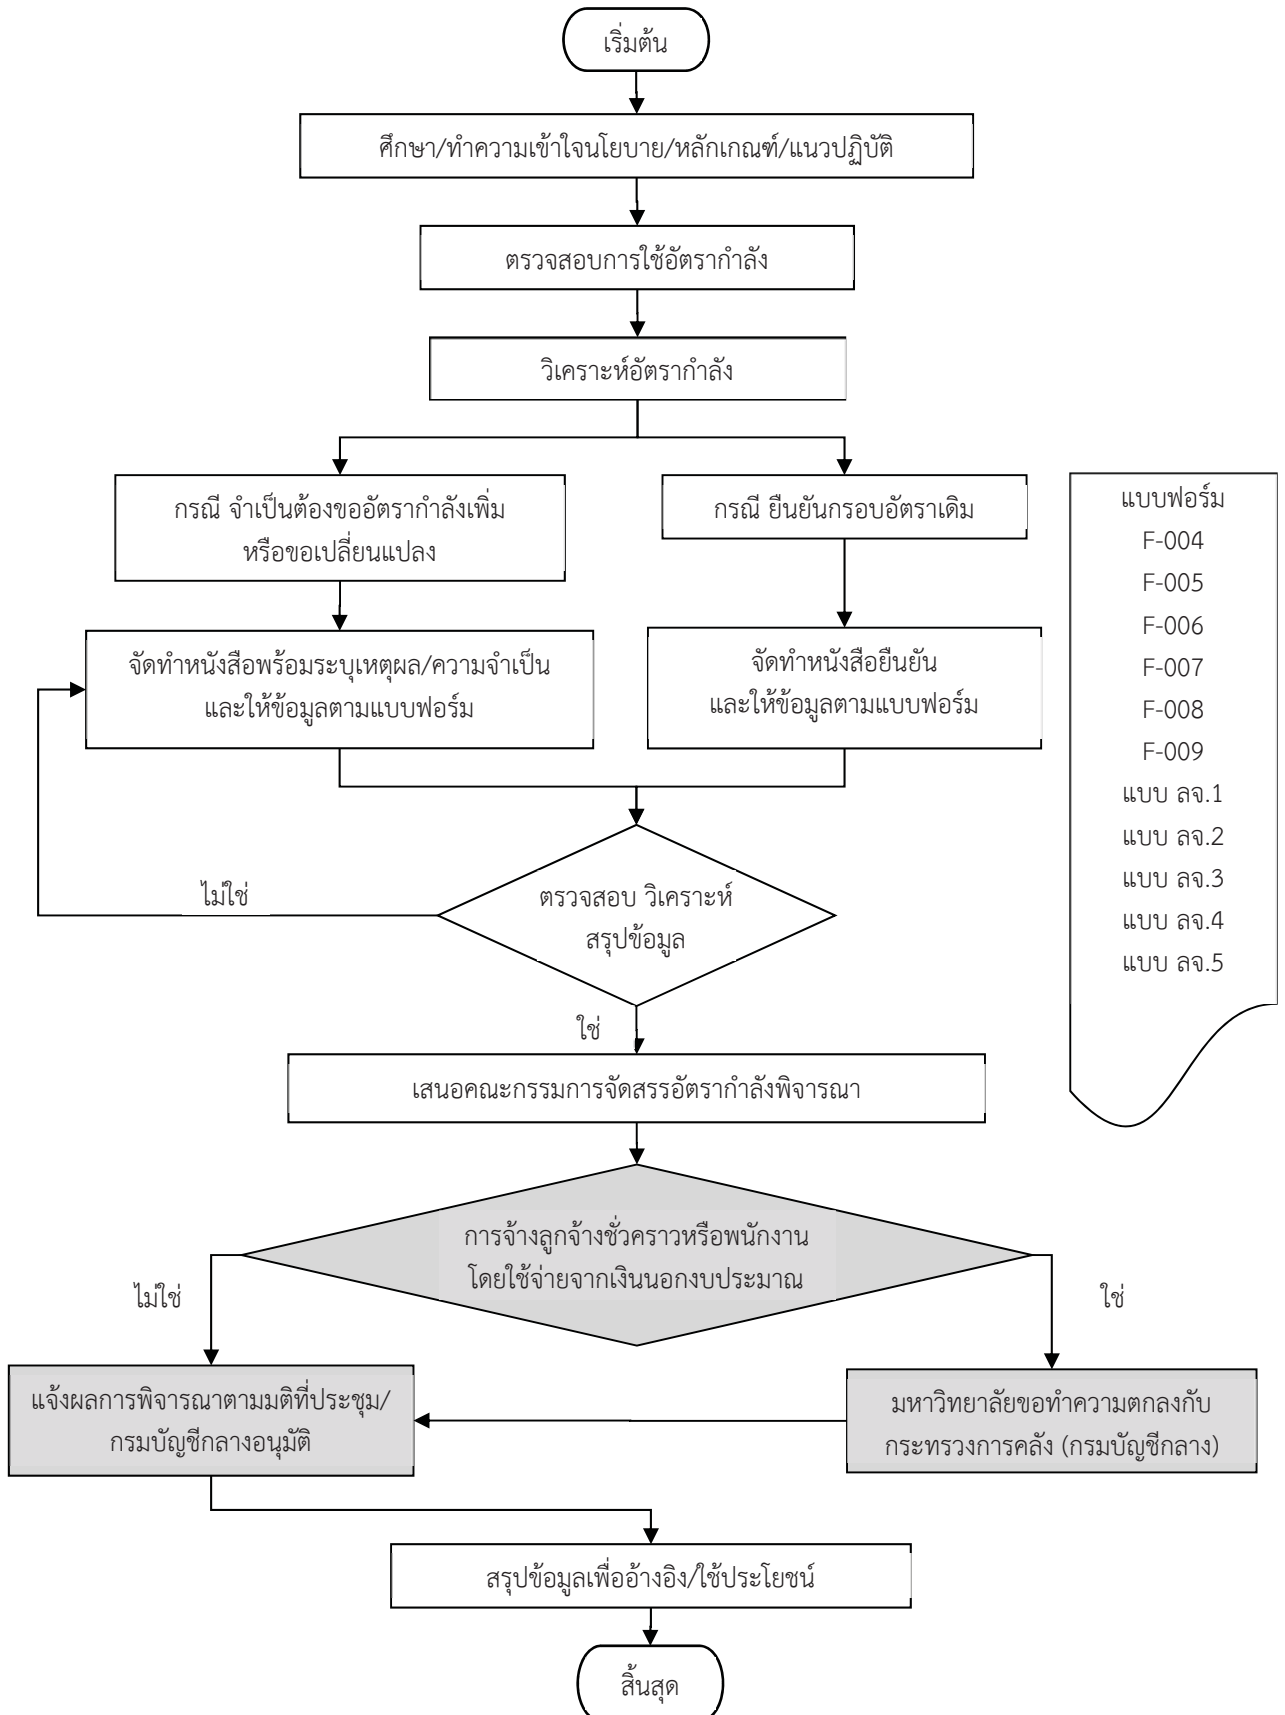 เริ่มต้น
ศึกษา/ทำความเข้าใจนโยบาย/หลักเกณฑ์/แนวปฏิบัติ
ตรวจสอบการใช้อัตรากำลัง
วิเคราะห์อัตรากำลัง
กรณี จำเป็นต้องขออัตรากำลังเพิ่ม
หรือขอเปลี่ยนแปลง
กรณี ยืนยันกรอบอัตราเดิม
จัดทำหนังสือพร้อมระบุเหตุผล/ความจำเป็น
และให้ข้อมูลตามแบบฟอร์ม
จัดทำหนังสือยืนยัน
และให้ข้อมูลตามแบบฟอร์ม
แบบฟอร์ม
F-004
F-005
F-006
F-007
F-008
F-009
แบบ ลจ.1
แบบ ลจ.2
แบบ ลจ.3
แบบ ลจ.4
แบบ ลจ.5
ตรวจสอบ วิเคราะห์
สรุปข้อมูล
ไม่ใช่
ใช่
เสนอคณะกรรมการจัดสรรอัตรากำลังพิจารณา
การจ้างลูกจ้างชั่วคราวหรือพนักงาน
โดยใช้จ่ายจากเงินนอกงบประมาณ
ไม่ใช่
ใช่
แจ้งผลการพิจารณาตามมติที่ประชุม/
กรมบัญชีกลางอนุมัติ
มหาวิทยาลัยขอทำความตกลงกับ
กระทรวงการคลัง (กรมบัญชีกลาง)
สรุปข้อมูลเพื่ออ้างอิง/ใช้ประโยชน์
สิ้นสุด